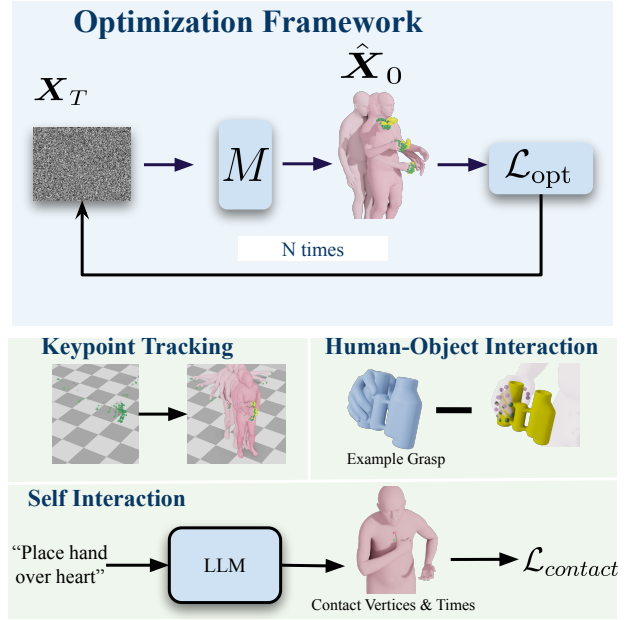 Optimization Framework
X_T
M
X̂_0
ℒ_opt
N times
Keypoint Tracking
Human-Object Interaction
Example Grasp
Self Interaction
“Place hand
over heart”
LLM
Contact Vertices & Times
ℒ_contact